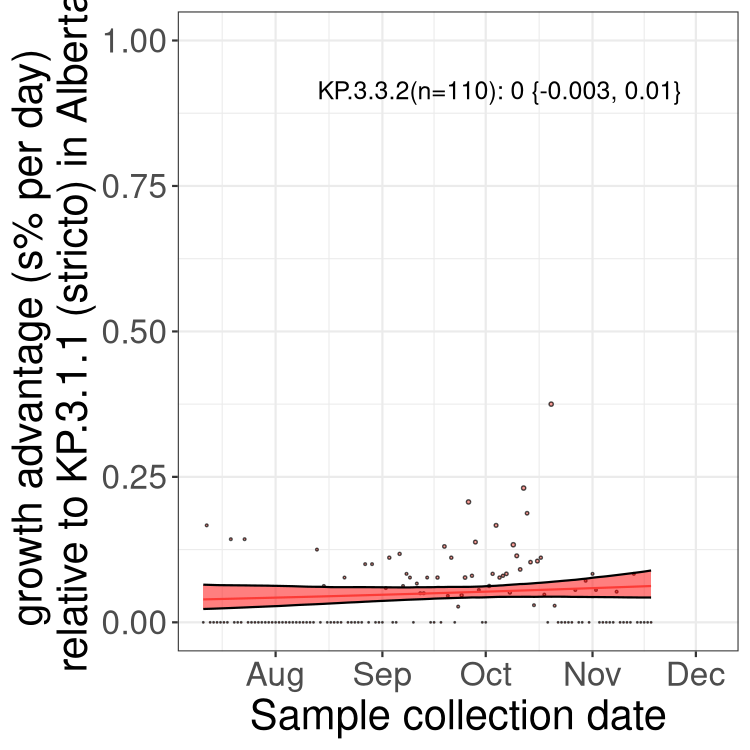 growth advantage (s% per day)
relative to KP.3.1.1 (stricto) in Alberta
1.00
0.75
0.50
0.25
0.00
KP.3.3.2(n=110): 0 {-0.003, 0.01}
Aug Sep Oct Nov Dec
Sample collection date